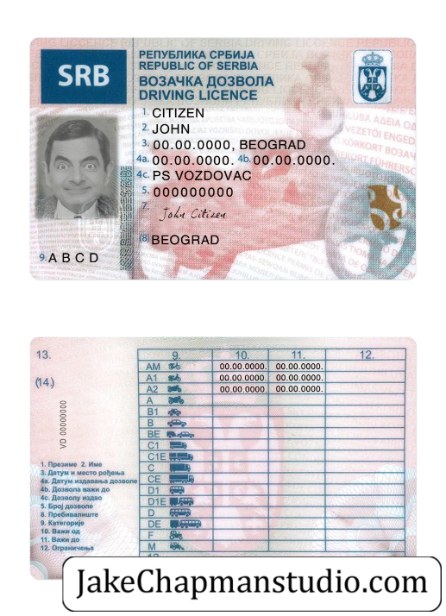 SRB
РЕПУБЛИКА СРБИЈА
REPUBLIC OF SERBIA
ВОЗАЧКА ДОЗВОЛА
DRIVING LICENCE
1. CITIZEN
2. JOHN
3. 00.00.0000, BEOGRAD
4a. 00.00.0000. 4b. 00.00.0000.
4c. PS VOZDOVAC
5. 000000000
7. John Citizen
8. BEOGRAD
9. A B C D
13.
(14.)
VD 00000000
9. 10. 11. 12.
AM 00.00.0000. 00.00.0000.
A1 00.00.0000. 00.00.0000.
A2 00.00.0000. 00.00.0000.
A
B1
B
BE
C1
C1E
C
CE
D1
D1E
D
DE
F
M
1. Презиме 2. Име
3. Датум и место рођења
4a. Датум издавања дозволе
4b. Дозвола важи до
4c. Дозволу издао
5. Број дозволе
8. Пребивалиште
9. Категорије
10. Важи од
11. Важи до
12. Ограничења
JakeChapmanstudio.com